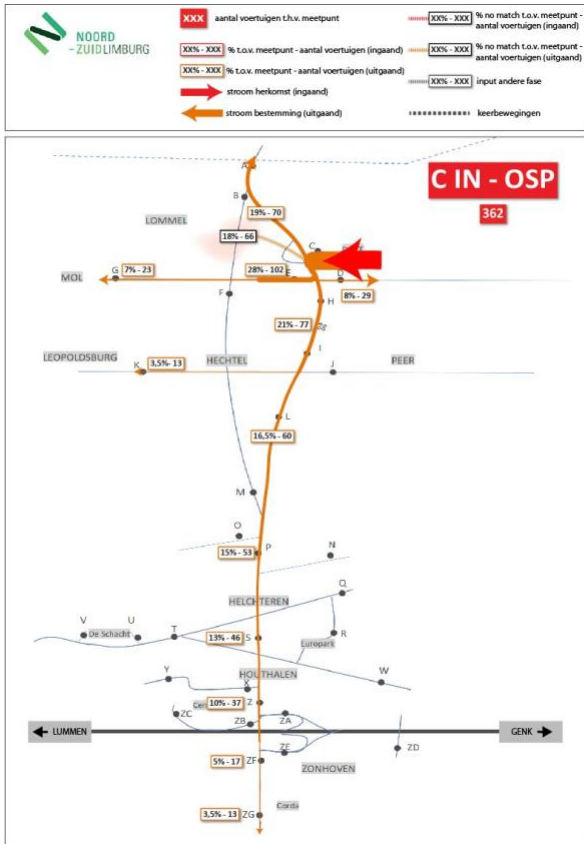 NOORD
-ZUIDLIMBURG
XXX aantal voertuigen t.h.v. meetpunt
XX% - XXX % t.o.v. meetpunt - aantal voertuigen (ingaand)
XX% - XXX % t.o.v. meetpunt - aantal voertuigen (uitgaand)
stroom herkomst (ingaand)
stroom bestemming (uitgaand)
XX% - XXX % no match t.o.v. meetpunt -
aantal voertuigen (ingaand)
XX% - XXX % no match t.o.v. meetpunt -
aantal voertuigen (uitgaand)
XX% - XXX input andere fase
keerbewegingen
C IN - OSP
362
A
B
19% - 70
LOMMEL
18% - 66
C
MOL
G
7% - 23
28% - 102
E
D
8% - 29
F
H
21% - 77
LEOPOLDSBURG
K
3,5% - 13
HECHTEL
I
J
PEER
L
16,5% - 60
M
O
15% - 53
P
N
HELCHTEREN
Q
V
U
De Schacht
T
13% - 46
S
R
Europark
HOUTHALEN
Y
X
W
10% - 37
Z
ZC
ZB
ZA
LUMMEN
GENK
ZE
ZD
5% - 17
ZF
ZONHOVEN
3,5% - 13
ZG
Corda